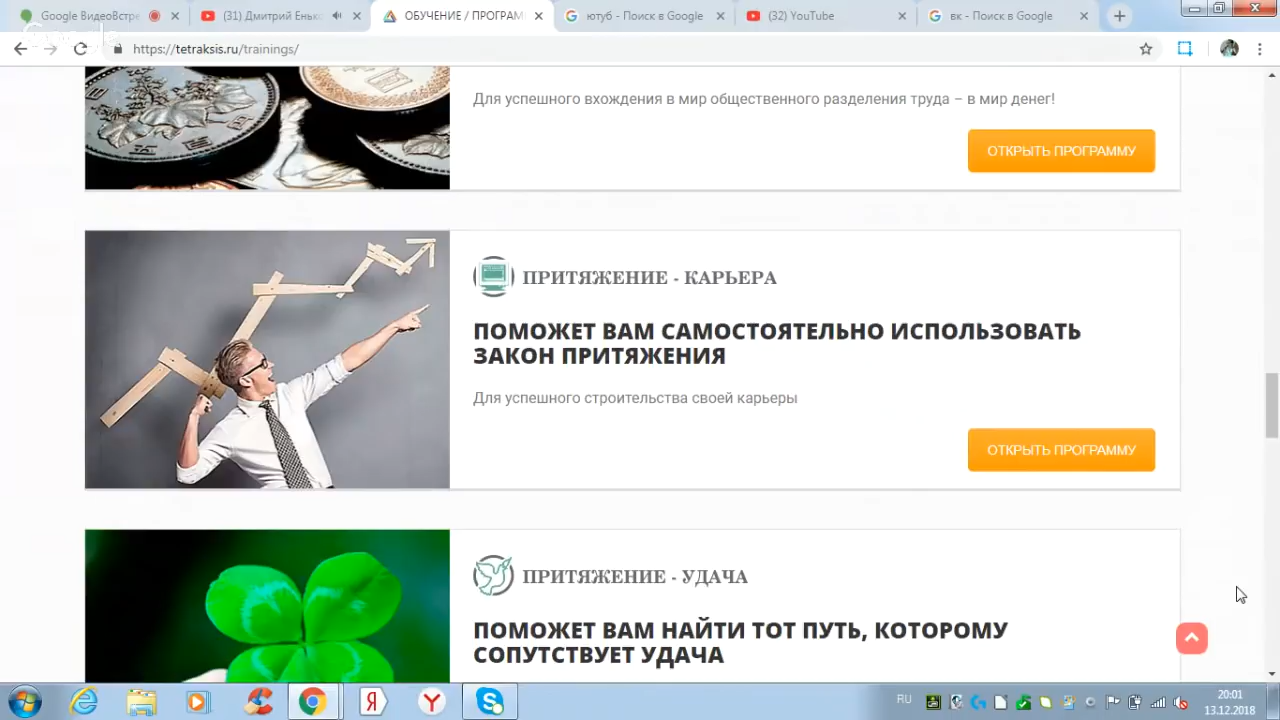 Google ВидеоВстре
(31) Дмитрий Енько
ОБУЧЕНИЕ / ПРОГРАМ
ютуб - Поиск в Google
(32) YouTube
вк - Поиск в Google
https://tetraksis.ru/trainings/
Для успешного вхождения в мир общественного разделения труда – в мир денег!
ОТКРЫТЬ ПРОГРАММУ
ПРИТЯЖЕНИЕ - КАРЬЕРА
ПОМОЖЕТ ВАМ САМОСТОЯТЕЛЬНО ИСПОЛЬЗОВАТЬ
ЗАКОН ПРИТЯЖЕНИЯ
Для успешного строительства своей карьеры
ОТКРЫТЬ ПРОГРАММУ
ПРИТЯЖЕНИЕ - УДАЧА
ПОМОЖЕТ ВАМ НАЙТИ ТОТ ПУТЬ, КОТОРОМУ
СОПУТСТВУЕТ УДАЧА
RU
20:01
13.12.2018